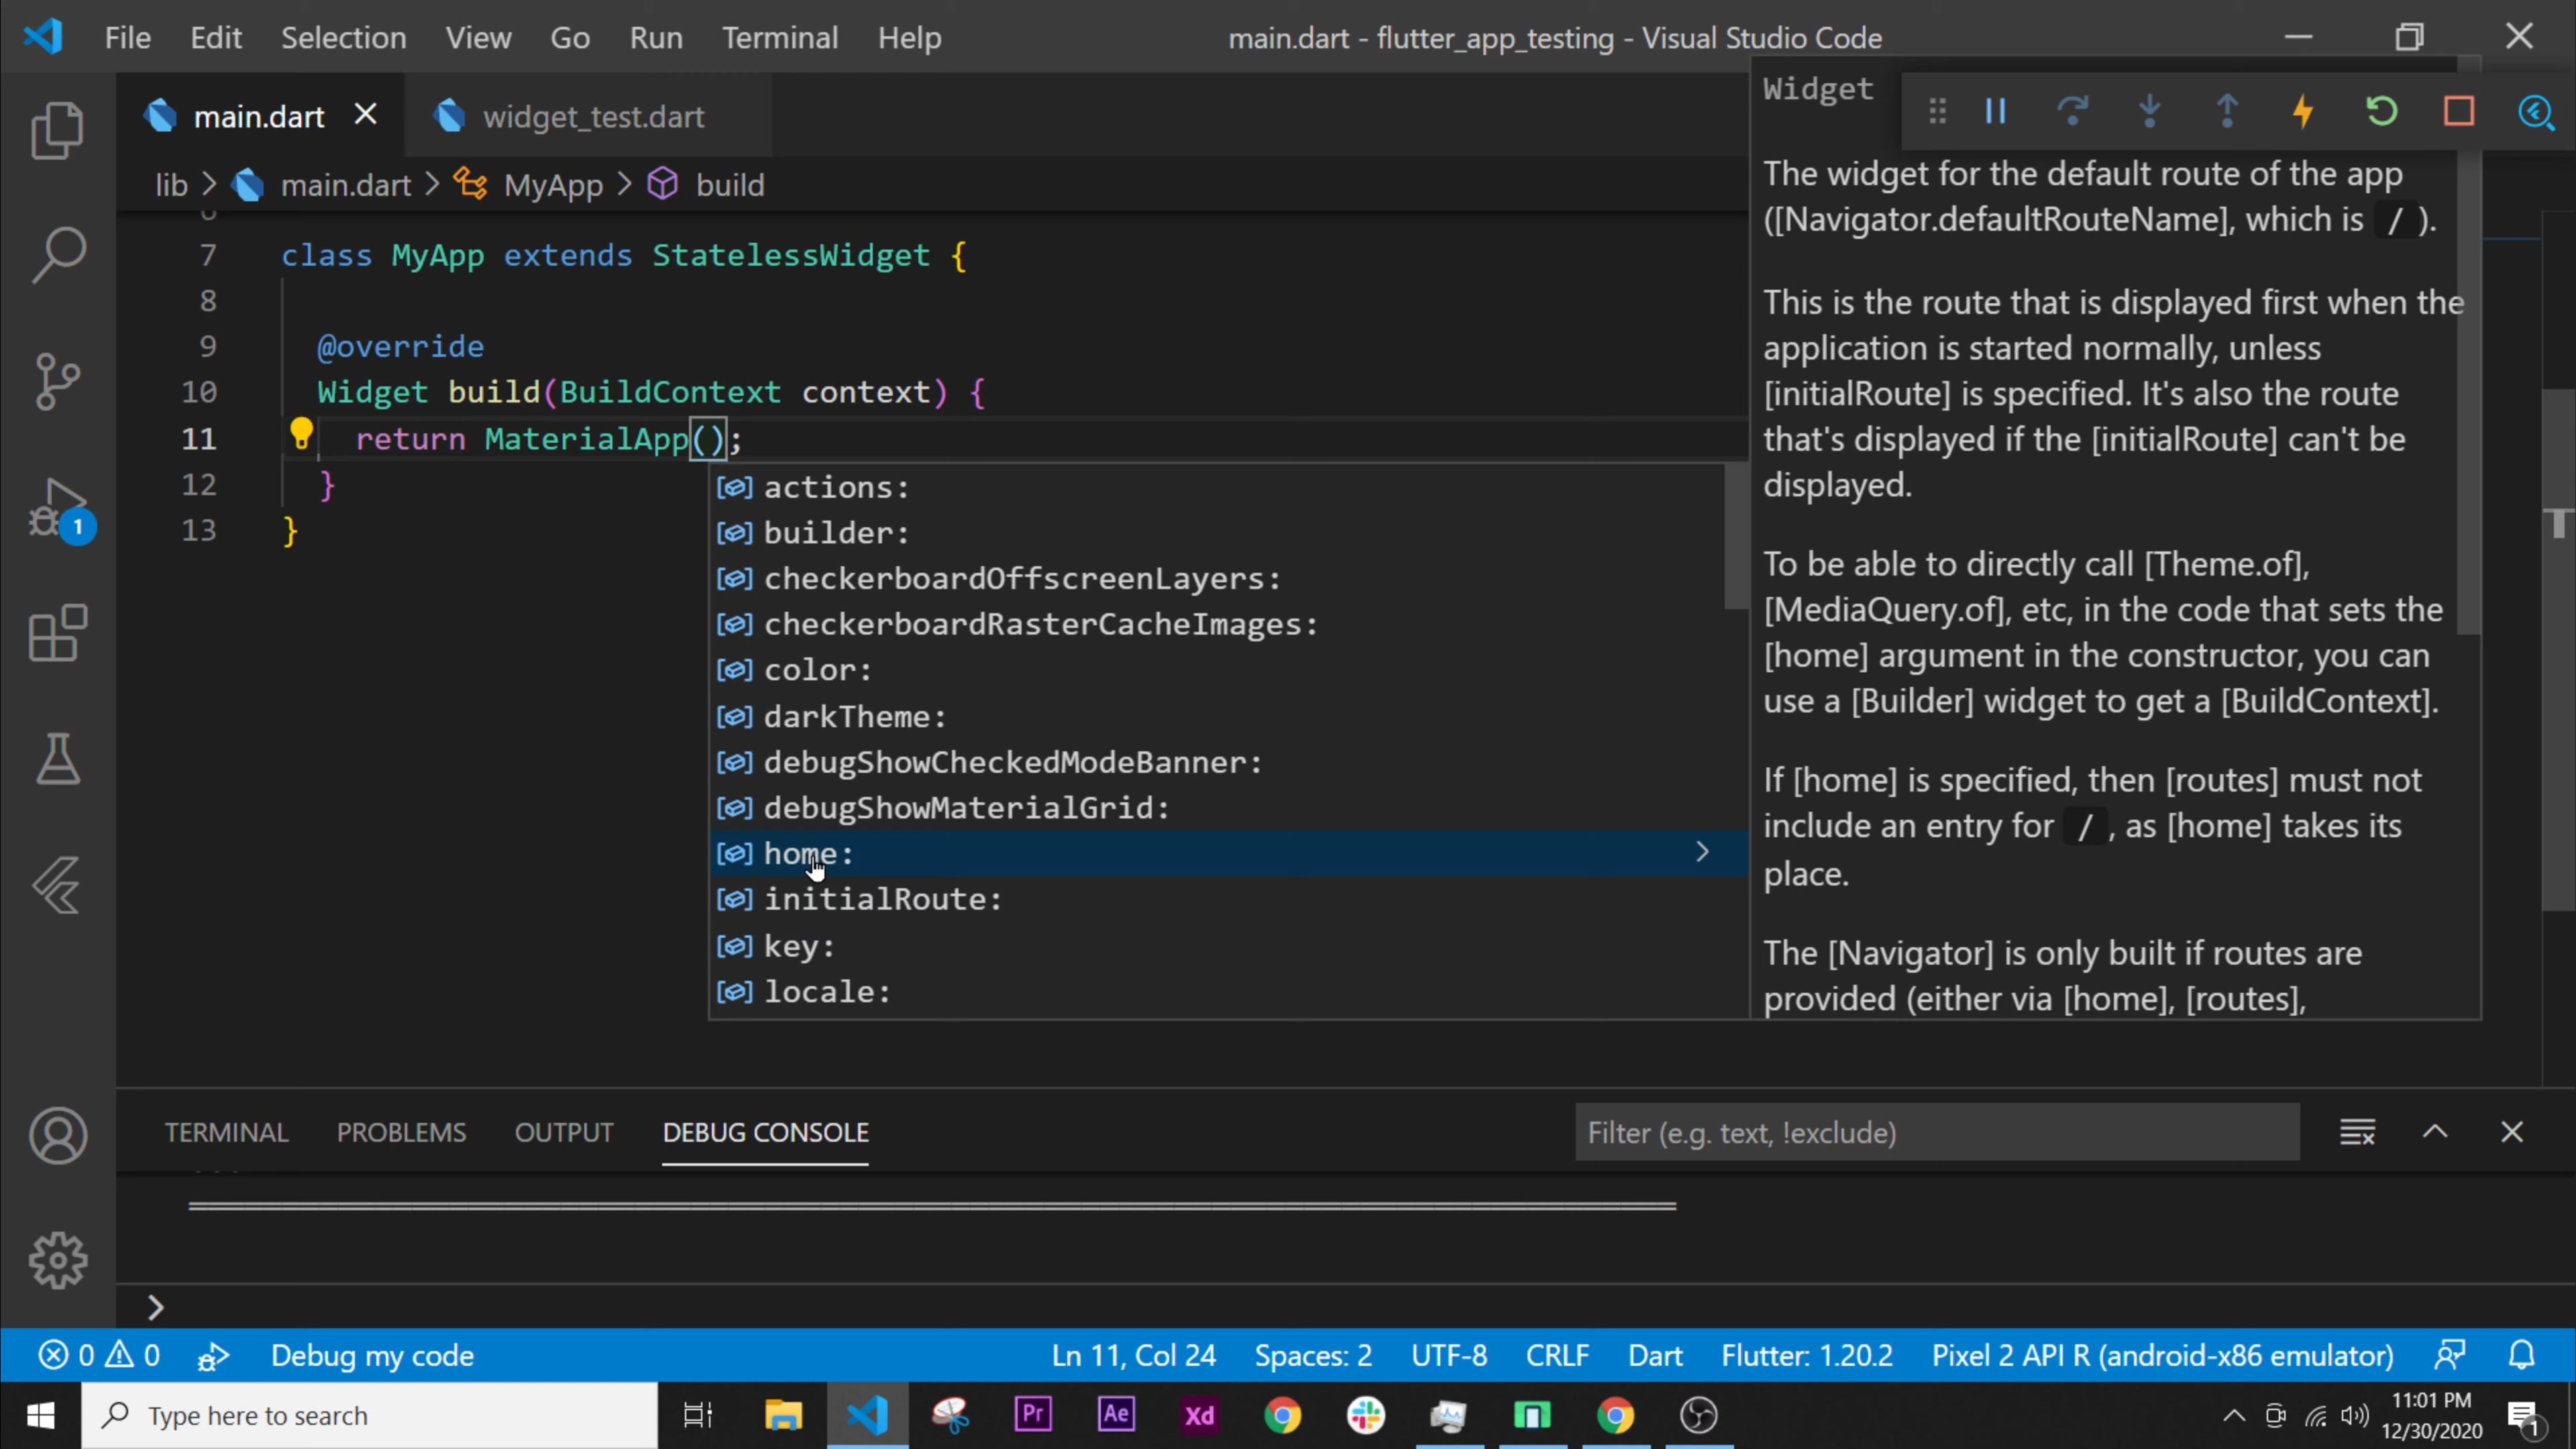 File Edit Selection View Go Run Terminal Help
main.dart - flutter_app_testing - Visual Studio Code
main.dart
widget_test.dart
lib > main.dart > MyApp > build
7 class MyApp extends StatelessWidget {
8
9 @override
10 Widget build(BuildContext context) {
11 return MaterialApp();
12 }
13 }
actions:
builder:
checkerboardOffscreenLayers:
checkerboardRasterCacheImages:
color:
darkTheme:
debugShowCheckedModeBanner:
debugShowMaterialGrid:
home:
initialRoute:
key:
locale:
Widget
The widget for the default route of the app
([Navigator.defaultRouteName], which is / ).
This is the route that is displayed first when the
application is started normally, unless
[initialRoute] is specified. It's also the route
that's displayed if the [initialRoute] can't be
displayed.
To be able to directly call [Theme.of],
[MediaQuery.of], etc, in the code that sets the
[home] argument in the constructor, you can
use a [Builder] widget to get a [BuildContext].
If [home] is specified, then [routes] must not
include an entry for / , as [home] takes its
place.
The [Navigator] is only built if routes are
provided (either via [home], [routes],
1
TERMINAL PROBLEMS OUTPUT DEBUG CONSOLE
Filter (e.g. text, !exclude)
0 0 Debug my code
Ln 11, Col 24 Spaces: 2 UTF-8 CRLF Dart Flutter: 1.20.2 Pixel 2 API R (android-x86 emulator)
Type here to search
Pr
Ae
Xd
11:01 PM
12/30/2020
1